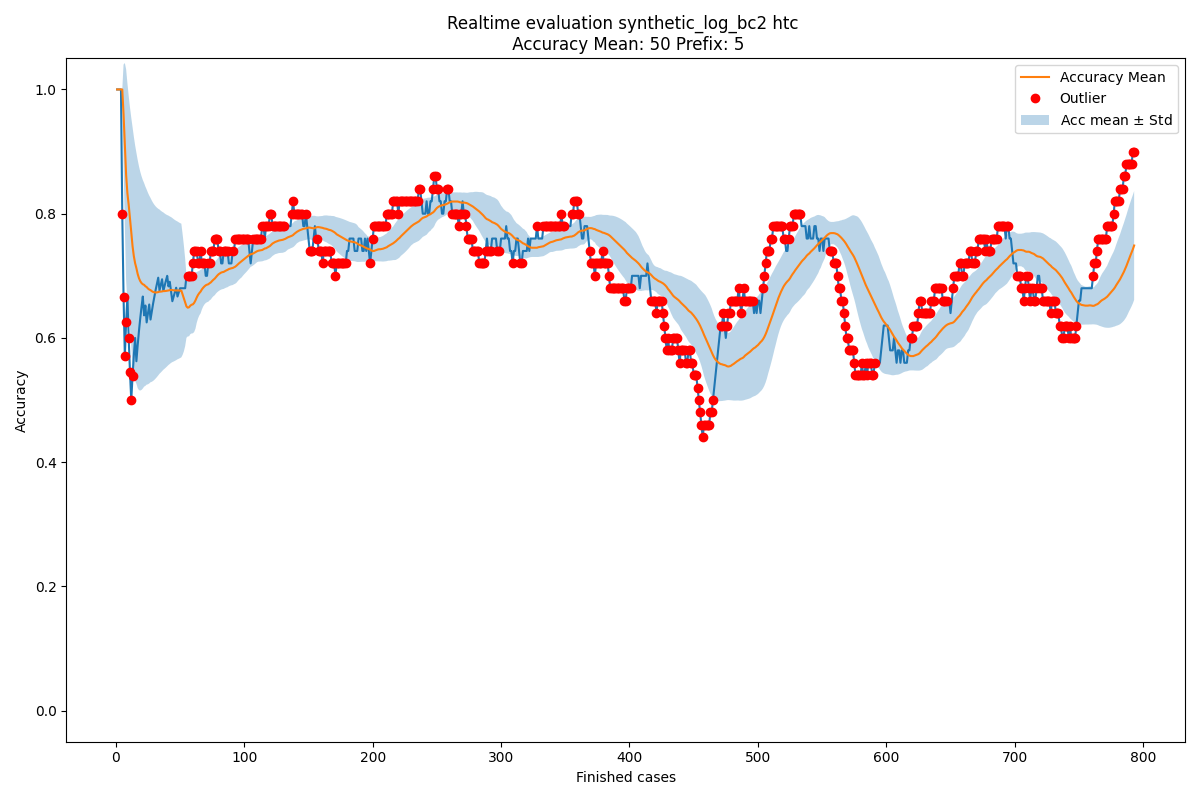 Realtime evaluation synthetic_log_bc2 htc
Accuracy Mean: 50 Prefix: 5
Accuracy Mean
Outlier
Acc mean ± Std
1.0
0.8
0.6
0.4
0.2
0.0
Accuracy
0 100 200 300 400 500 600 700 800
Finished cases